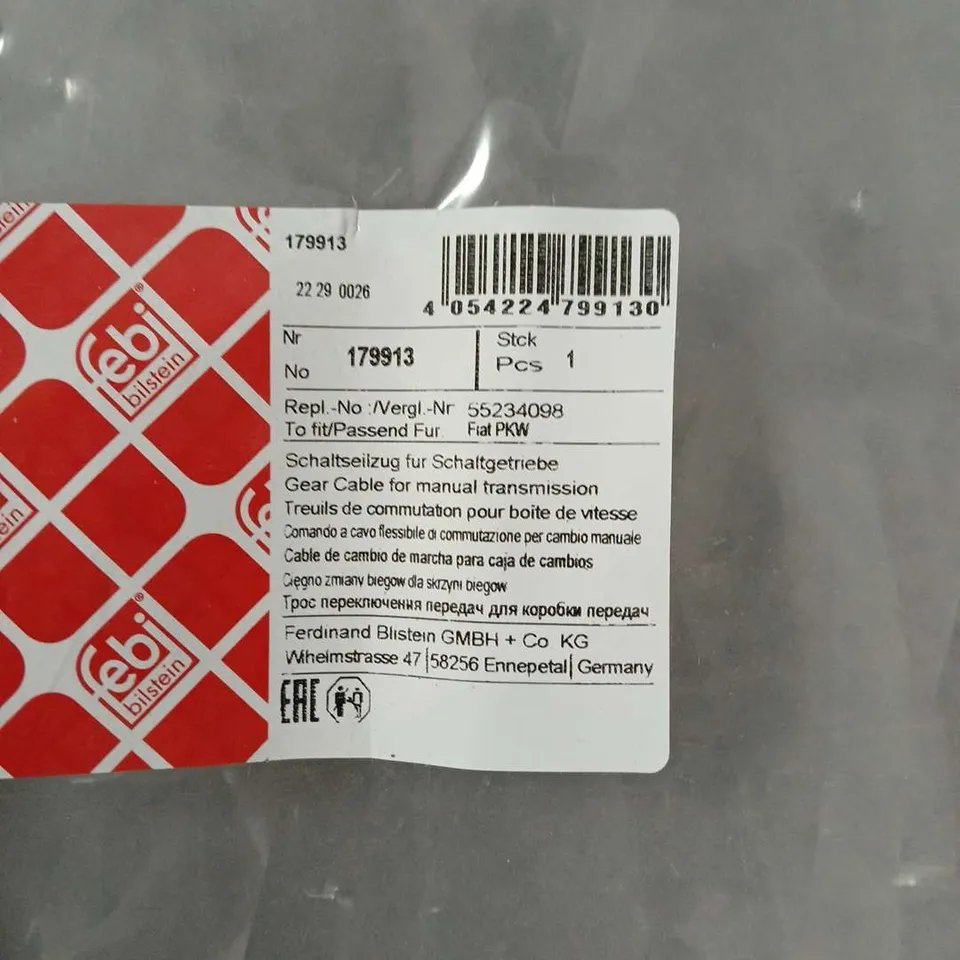 179913
22 29 0026
4 054224 799130
Nr
No
179913
Stck
Pcs 1
Repl.-No :/Vergl.-Nr 55234098
To fit/Passend Fur Fiat PKW
Schaltseilzug fur Schaltgetriebe
Gear Cable for manual transmission
Treuils de commutation pour boite de vitesse
Comando a cavo flessibile di commutazione per cambio manuale
Cable de cambio de marcha para caja de cambios
Cięgno zmiany biegow dla skrzyni biegow
Трос переключения передач для коробки передач
Ferdinand Blistein GMBH + Co KG
Wlheimstrasse 47 |58256 Ennepetal| Germany
EAC
febi
bilstein
febi
bilstein